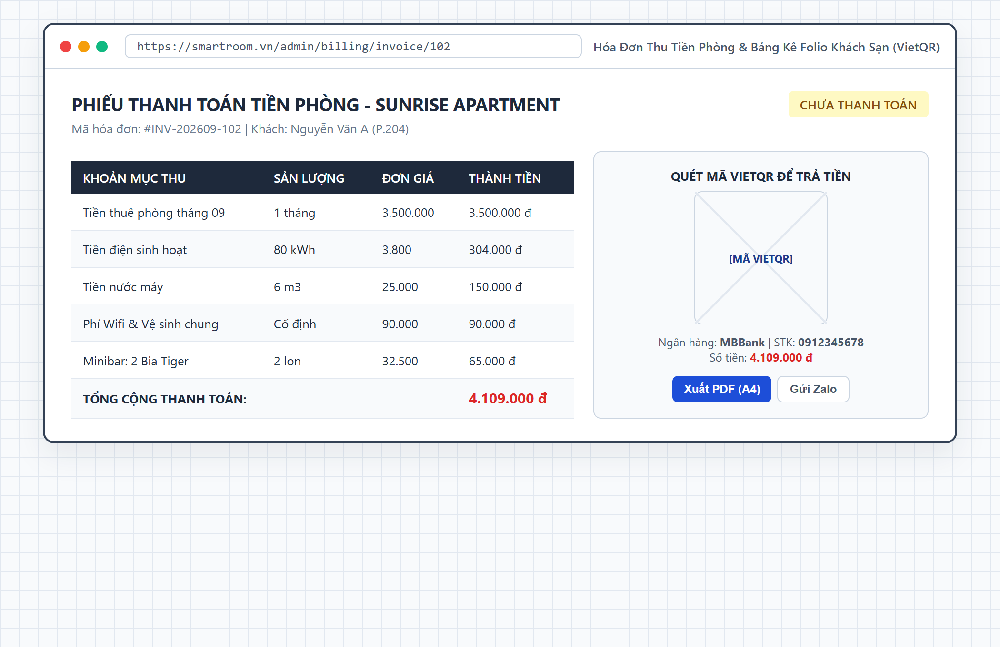 https://smartroom.vn/admin/billing/invoice/102
Hóa Đơn Thu Tiền Phòng & Bảng Kê Folio Khách Sạn (VietQR)
PHIẾU THANH TOÁN TIỀN PHÒNG - SUNRISE APARTMENT
CHƯA THANH TOÁN
Mã hóa đơn: #INV-202609-102 | Khách: Nguyễn Văn A (P.204)
KHOẢN MỤC THU SẢN LƯỢNG ĐƠN GIÁ THÀNH TIỀN
Tiền thuê phòng tháng 09 1 tháng 3.500.000 3.500.000 đ
Tiền điện sinh hoạt 80 kWh 3.800 304.000 đ
Tiền nước máy 6 m3 25.000 150.000 đ
Phí Wifi & Vệ sinh chung Cố định 90.000 90.000 đ
Minibar: 2 Bia Tiger 2 lon 32.500 65.000 đ
TỔNG CỘNG THANH TOÁN: 4.109.000 đ
QUÉT MÃ VIETQR ĐỂ TRẢ TIỀN
[MÃ VIETQR]
Ngân hàng: MBBank | STK: 0912345678
Số tiền: 4.109.000 đ
Xuất PDF (A4) Gửi Zalo